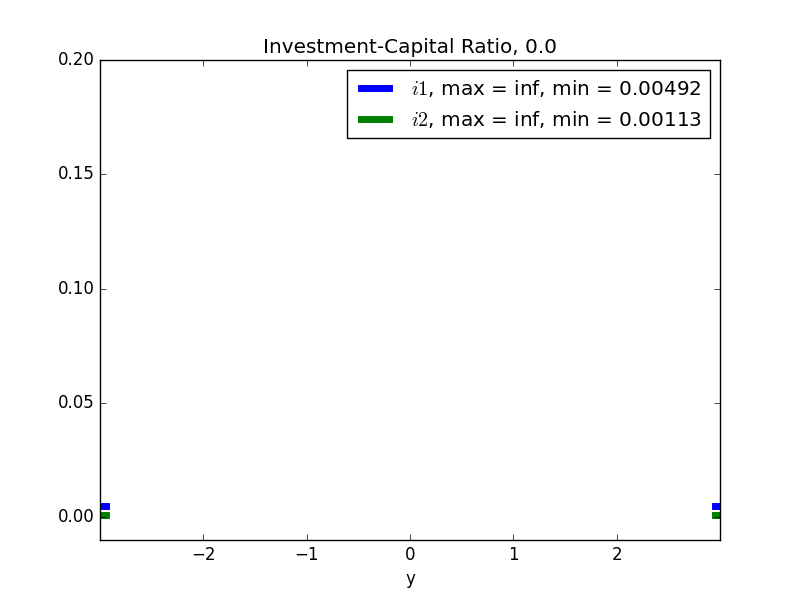 Investment-Capital Ratio, 0.0
i1, max = inf, min = 0.00492
i2, max = inf, min = 0.00113
0.20
0.15
0.10
0.05
0.00
−2 −1 0 1 2
y